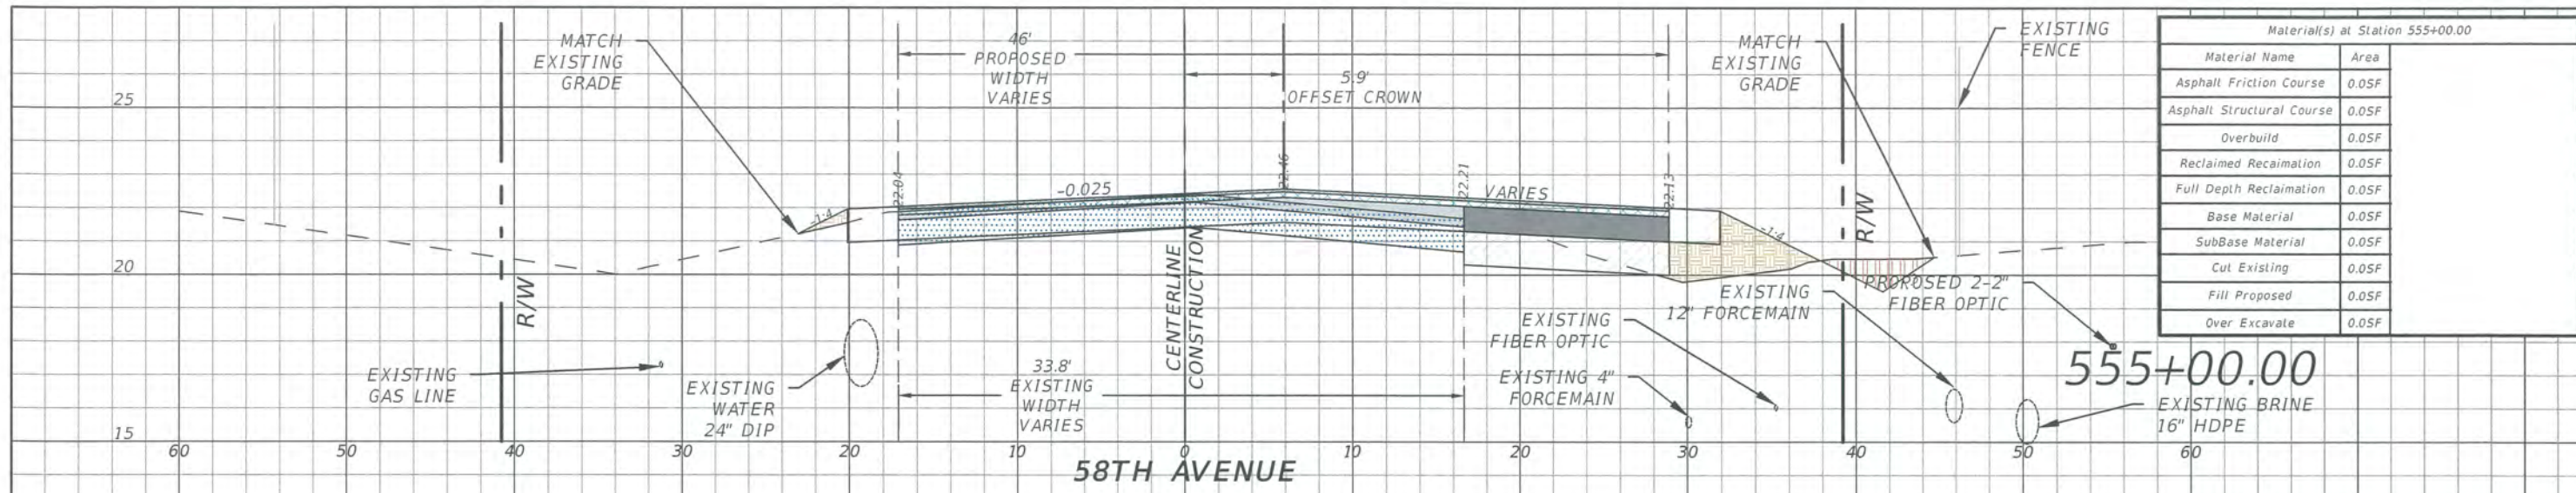 MATCH
EXISTING
GRADE
46'
PROPOSED
WIDTH
VARIES
5.9'
OFFSET CROWN
MATCH
EXISTING
GRADE
EXISTING
FENCE
Material(s) at Station 555+00.00
Material Name Area
Asphalt Friction Course 0.0SF
Asphalt Structural Course 0.0SF
Overbuild 0.0SF
Reclaimed Recaimation 0.0SF
Full Depth Reclaimation 0.0SF
Base Material 0.0SF
SubBase Material 0.0SF
Cut Existing 0.0SF
Fill Proposed 0.0SF
Over Excavate 0.0SF
25
20
15
-1:4
22.04
-0.025
22.46
22.21
VARIES
22.13
-1:4
R/W
R/W
CENTERLINE
CONSTRUCTION
EXISTING
GAS LINE
EXISTING
WATER
24" DIP
33.8'
EXISTING
WIDTH
VARIES
EXISTING
FIBER OPTIC
EXISTING 4"
FORCEMAIN
EXISTING
12" FORCEMAIN
PROPOSED 2-2"
FIBER OPTIC
555+00.00
EXISTING BRINE
16" HDPE
60 50 40 30 20 10 0 10 20 30 40 50 60
58TH AVENUE